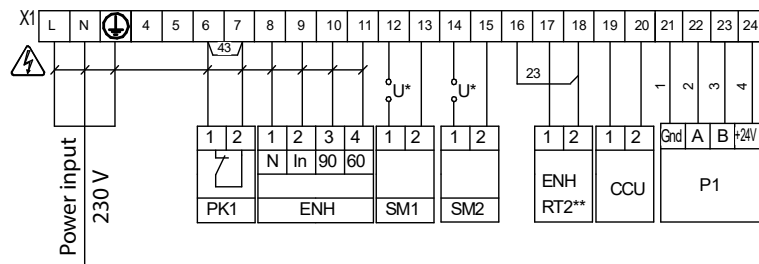 X1 L N 4 5 6 7 8 9 10 11 12 13 14 15 16 17 18 19 20 21 22 23 24
43
23
U*
U*
1 2 3 4
1 2
1 2 3 4
1 2
1 2
1 2
1 2
Gnd A B +24V
N In 90 60
PK1
ENH
SM1
SM2
ENH
RT2**
CCU
P1
Power input
230 V